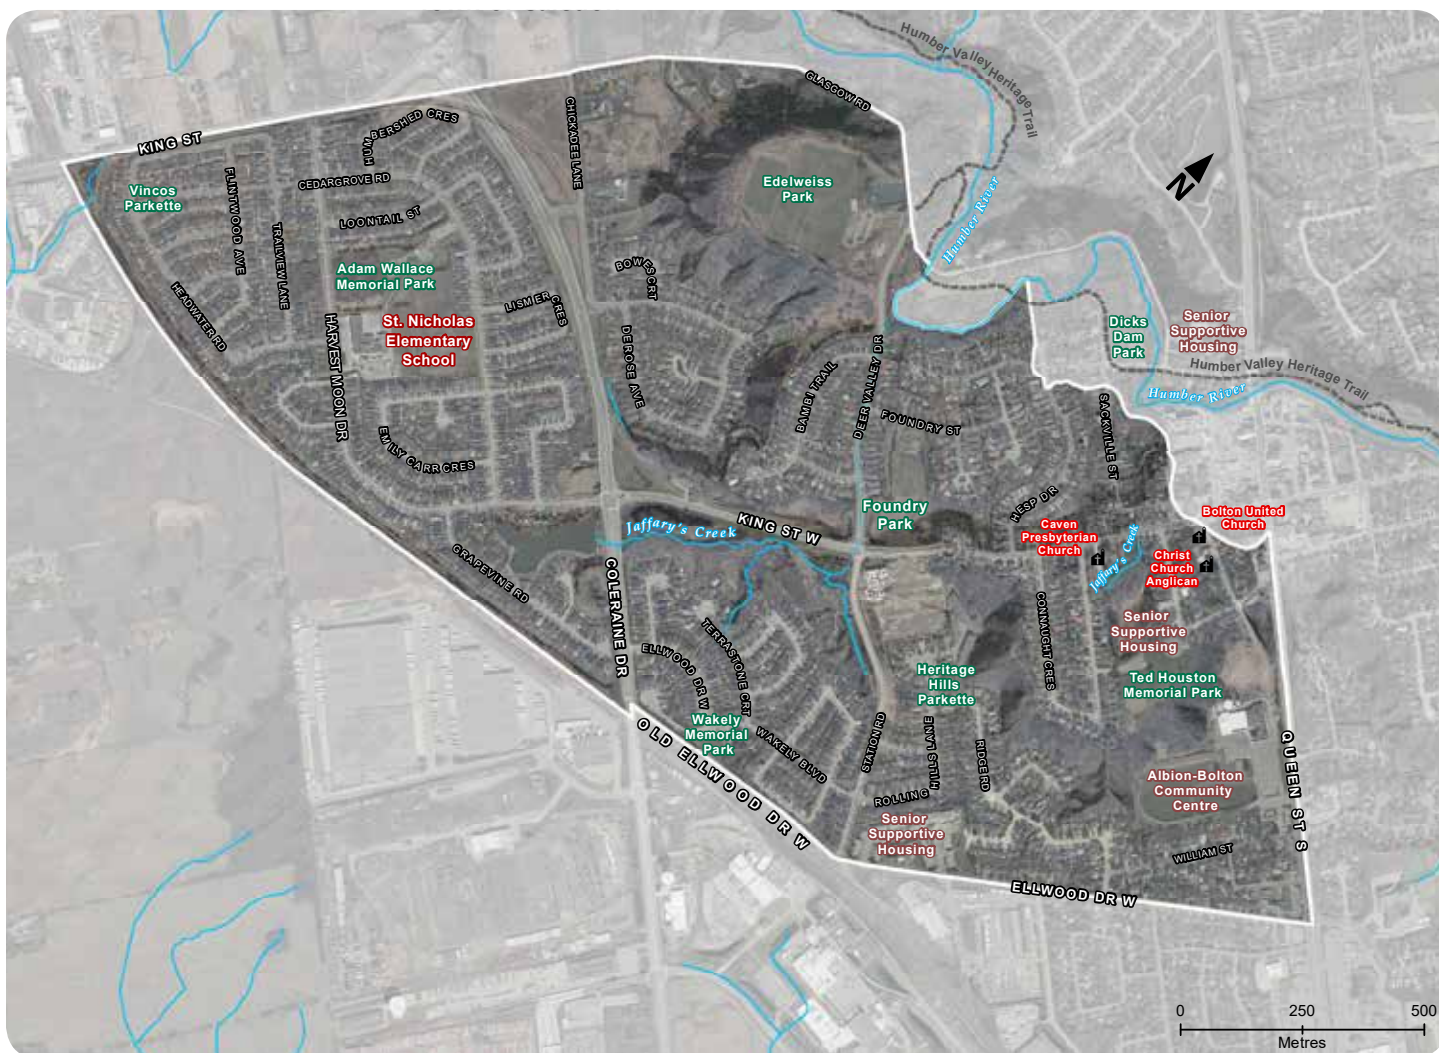 Humber Valley
Heritage
Trail
GLASGOW RD
KING ST
HUMBERSHED CRES
CHICKADEE LANE
Vincos
Parkette
FLINTWOOD AVE
CEDARGROVE RD
Edelweiss
Park
N
Humber River
LOONTAIL ST
TRAILVIEW LANE
Adam Wallace
Memorial Park
BOWES CRT
LISMER CRES
HEADWATER RD
HARVEST MOON DR
St. Nicholas
Elementary
School
DEROSE AVE
Dicks
Dam
Park
Senior
Supportive
Housing
Humber Valley Heritage Trail
Humber River
BAMBI TRAIL
DEER VALLEY DR
FOUNDRY ST
SACKVILLE ST
EMILY CARR CRES
Foundry
Park
HESP DR
Jaffary's Creek
KING ST W
Caven
Presbyterian
Church
Jaffary's Creek
Bolton United
Church
Christ
Church
Anglican
GRAPEVINE RD
COLERAINE DR
CONNAUGHT CRES
Senior
Supportive
Housing
ELLWOOD DR W
TERRASTONE CRT
Heritage
Hills
Parkette
Ted Houston
Memorial Park
Wakely
Memorial
Park
WAKELY BLVD
OLD ELLWOOD DR W
STATION RD
ROLLING HILLS LANE
RIDGE RD
QUEEN ST S
Albion-Bolton
Community
Centre
Senior
Supportive
Housing
WILLIAM ST
ELLWOOD DR W
0 250 500
Metres